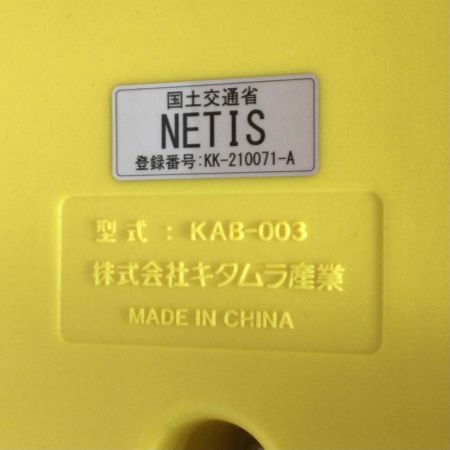 国土交通省
NETIS
登録番号:KK-210071-A
型式 : KAB-003
株式会社キタムラ産業
MADE IN CHINA